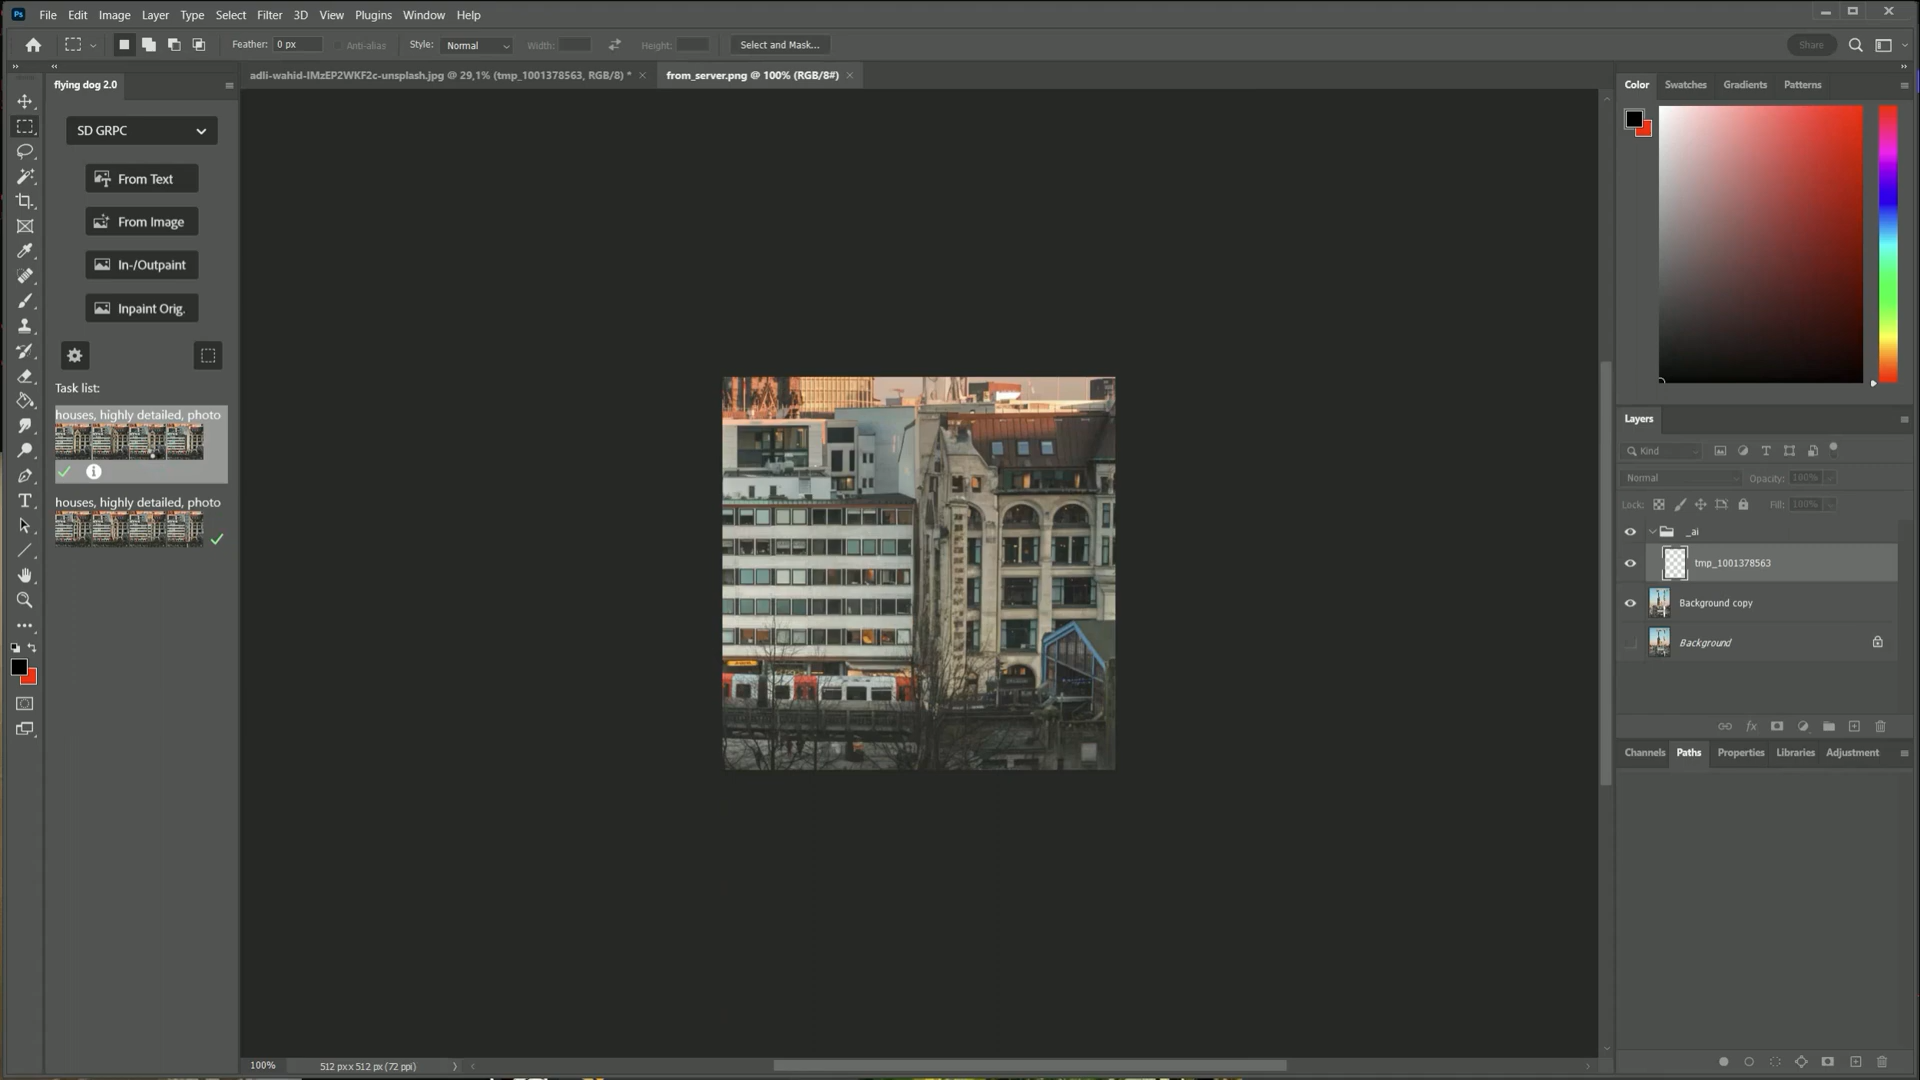 Ps File Edit Image Layer Type Select Filter 3D View Plugins Window Help
Feather: 0 px Anti-alias Style: Normal Width: Height: Select and Mask... Share
adli-wahid-IMzEP2WKF2c-unsplash.jpg @ 29,1% (tmp_1001378563, RGB/8) * from_server.png @ 100% (RGB/8#)
flying dog 2.0
SD GRPC
From Text
From Image
In-/Outpaint
Inpaint Orig.
Task list:
houses, highly detailed, photo
houses, highly detailed, photo
Color Swatches Gradients Patterns
Layers
Kind
Normal Opacity: 100%
Lock: Fill: 100%
_ai
tmp_1001378563
Background copy
Background
fx
Channels Paths Properties Libraries Adjustment
100% 512 px x 512 px (72 ppi)